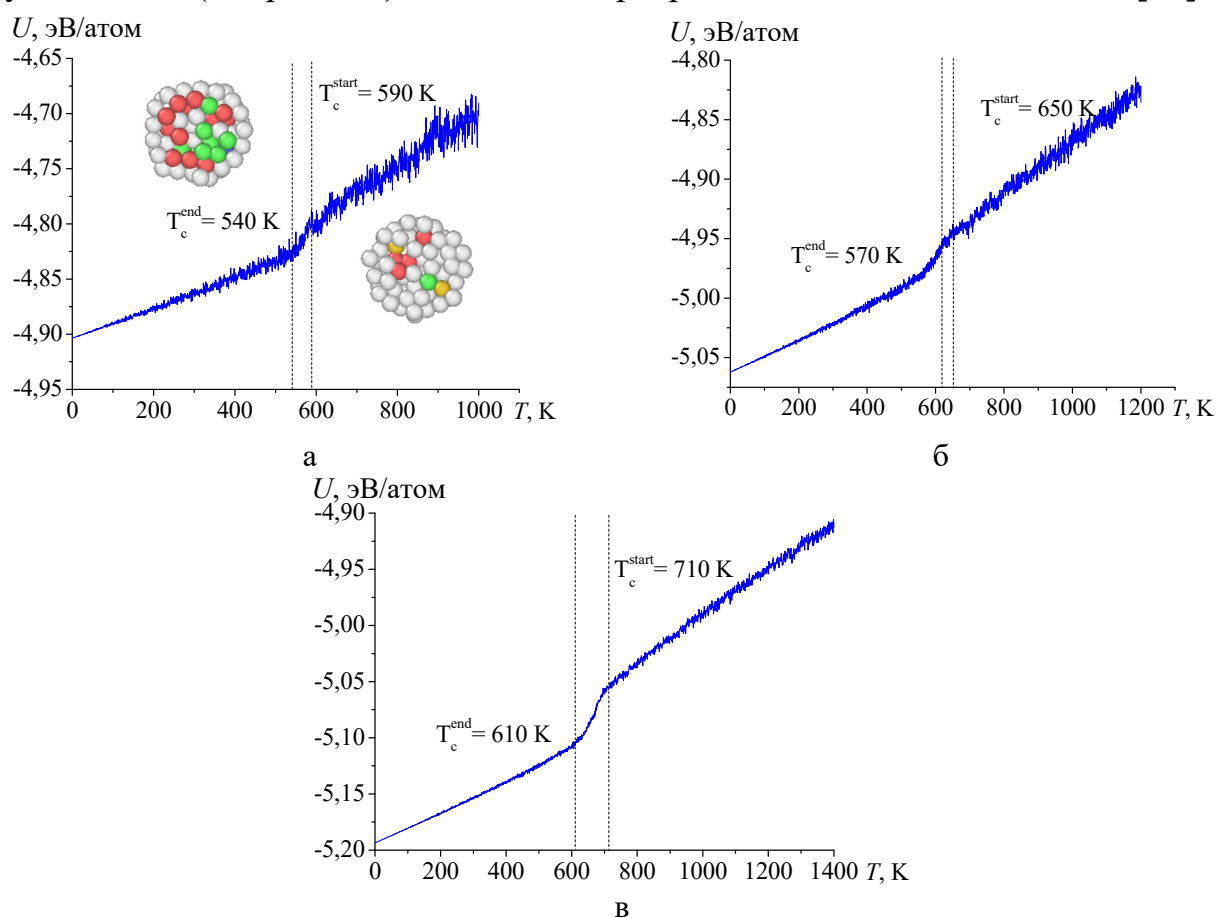 U, эВ/атом
-4,65
-4,70
-4,75
-4,80
-4,85
-4,90
-4,95
T_c^start = 590 K
T_c^end = 540 K
0 200 400 600 800 1000 T, K
а
U, эВ/атом
-4,80
-4,85
-4,90
-4,95
-5,00
-5,05
T_c^start = 650 K
T_c^end = 570 K
0 200 400 600 800 1000 1200 T, K
б
U, эВ/атом
-4,90
-4,95
-5,00
-5,05
-5,10
-5,15
-5,20
T_c^start = 710 K
T_c^end = 610 K
0 200 400 600 800 1000 1200 1400 T, K
в